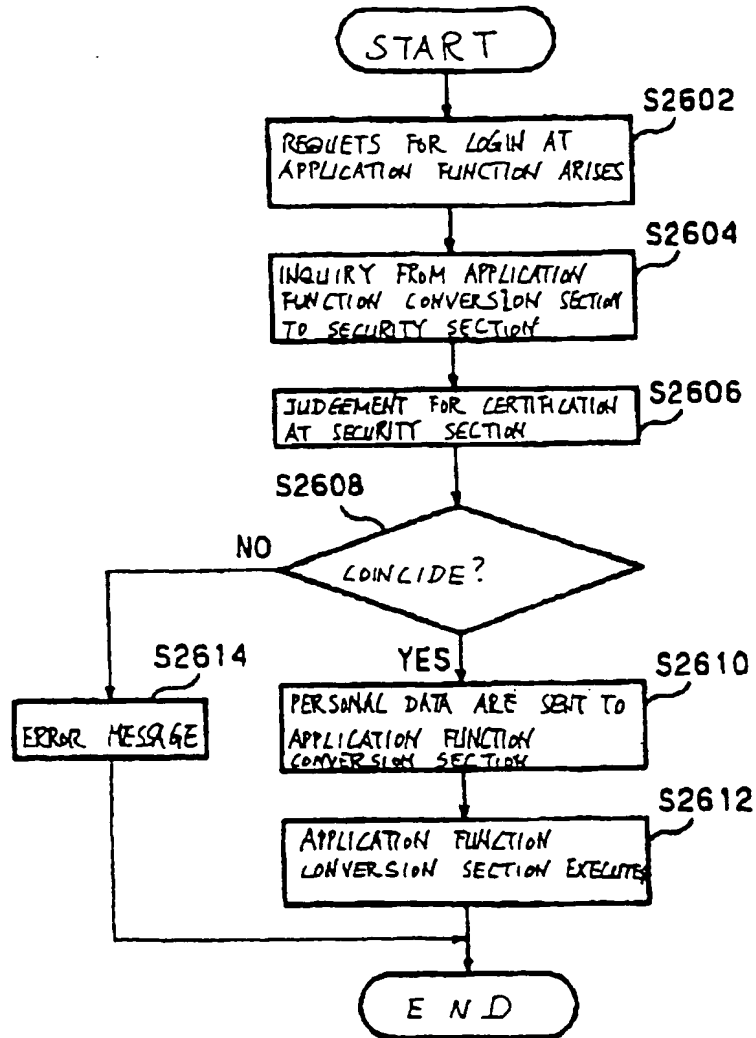 START
S2602
REQUETS FOR LOGIN AT
APPLICATION FUNCTION ARISES
S2604
INQUIRY FROM APPLICATION
FUNCTION CONVERSION SECTION
TO SECURITY SECTION
S2606
JUDGEMENT FOR CERTIFICATION
AT SECURITY SECTION
S2608
NO
COINCIDE?
YES
S2614
ERROR MESSAGE
S2610
PERSONAL DATA ARE SENT TO
APPLICATION FUNCTION
CONVERSION SECTION
S2612
APPLICATION FUNCTION
CONVERSION SECTION EXECUTES
END